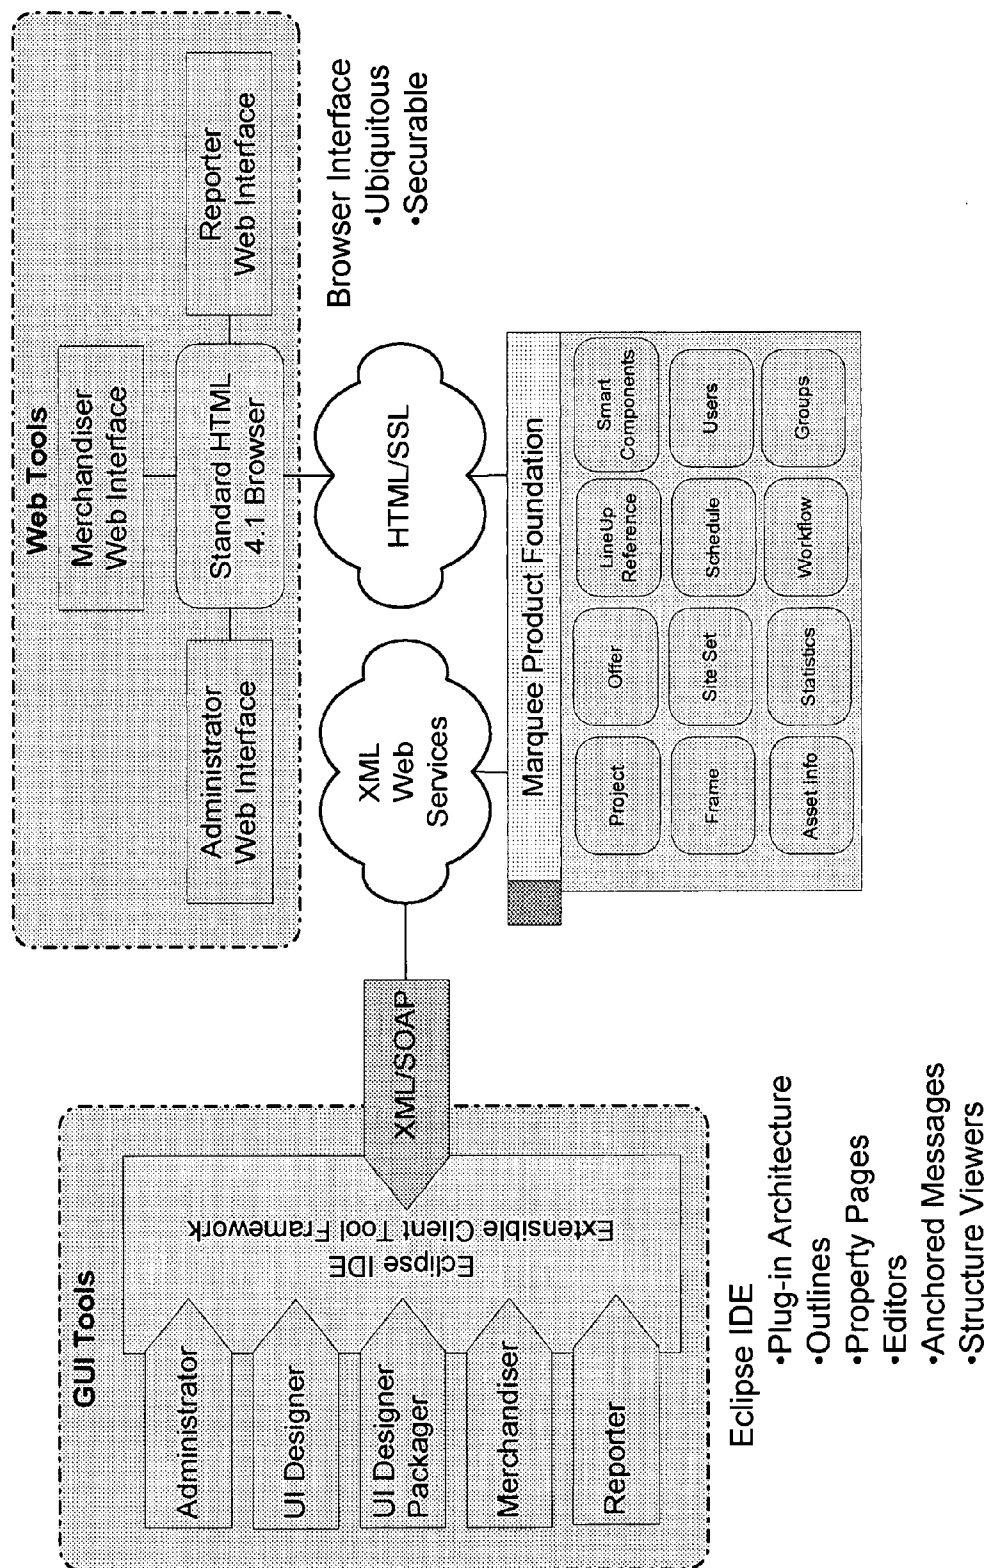 GUI Tools
Administrator
UI Designer
UI Designer
Packager
Merchandiser
Reporter
Eclipse IDE
Extensible Client Tool Framework
XML/SOAP
Eclipse IDE
•Plug-in Architecture
•Outlines
•Property Pages
•Editors
•Anchored Messages
•Structure Viewers
Web Tools
Merchandiser
Web Interface
Administrator
Web Interface
Standard HTML
4.1 Browser
Reporter
Web Interface
XML
Web
Services
HTML/SSL
Browser Interface
•Ubiquitous
•Securable
Marquee Product Foundation
Project
Offer
LineUp
Reference
Smart
Components
Frame
Site Set
Schedule
Users
Asset Info
Statistics
Workflow
Groups